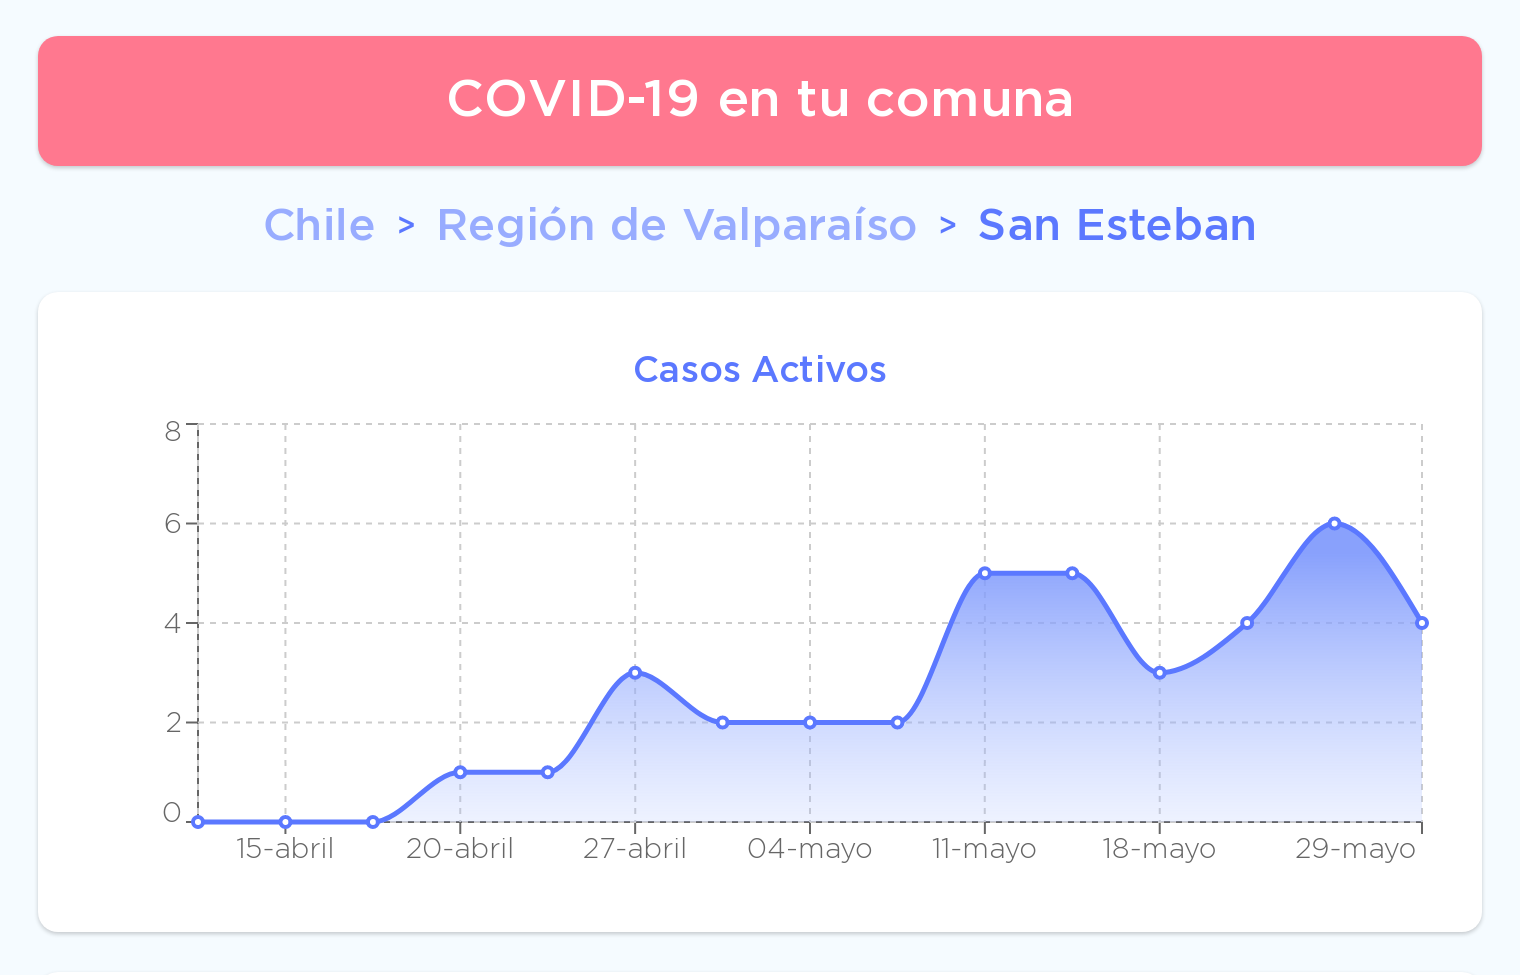 COVID-19 en tu comuna
Chile > Región de Valparaíso > San Esteban
Casos Activos
8
6
4
2
0
15-abril 20-abril 27-abril 04-mayo 11-mayo 18-mayo 29-mayo